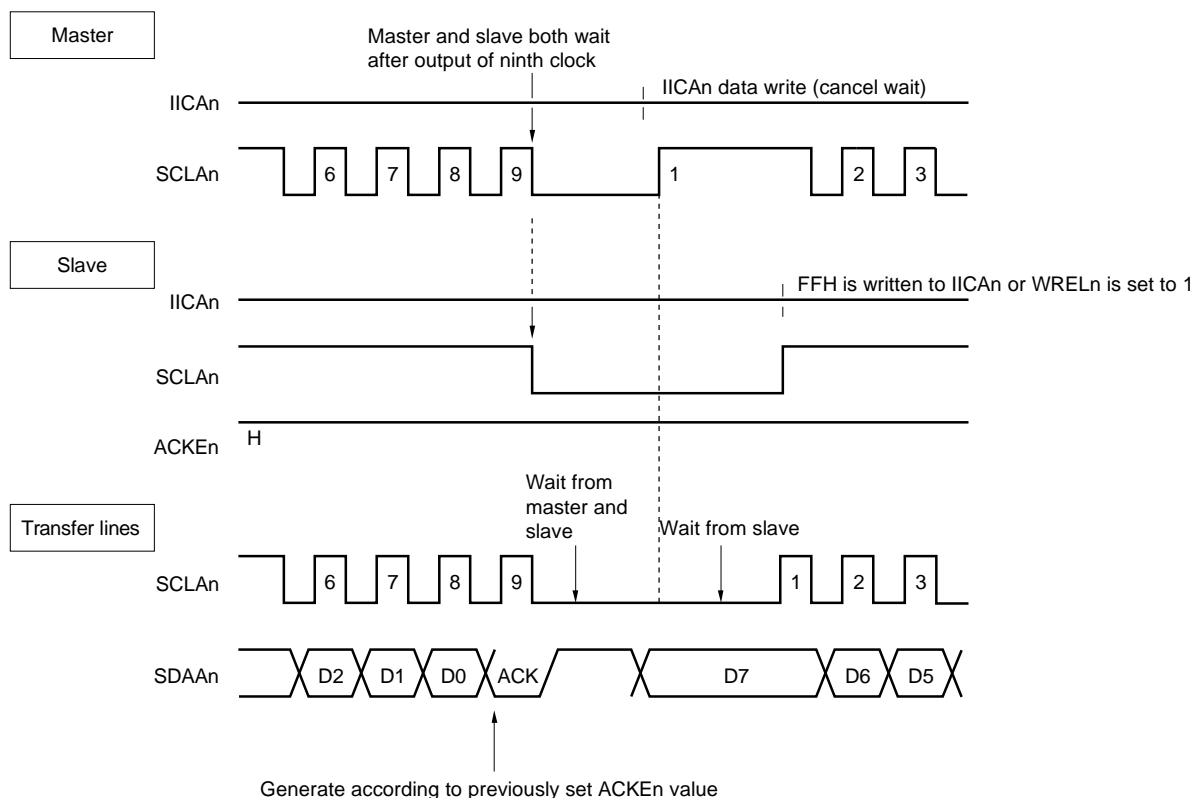 Master
Master and slave both wait
after output of ninth clock
IICAn
IICAn data write (cancel wait)
SCLAn
6 7 8 9 1 2 3
Slave
IICAn
FFH is written to IICAn or WRELn is set to 1
SCLAn
ACKEn
H
Wait from
master and
slave
Wait from slave
Transfer lines
SCLAn
6 7 8 9 1 2 3
SDAAn
D2 D1 D0 ACK D7 D6 D5
Generate according to previously set ACKEn value